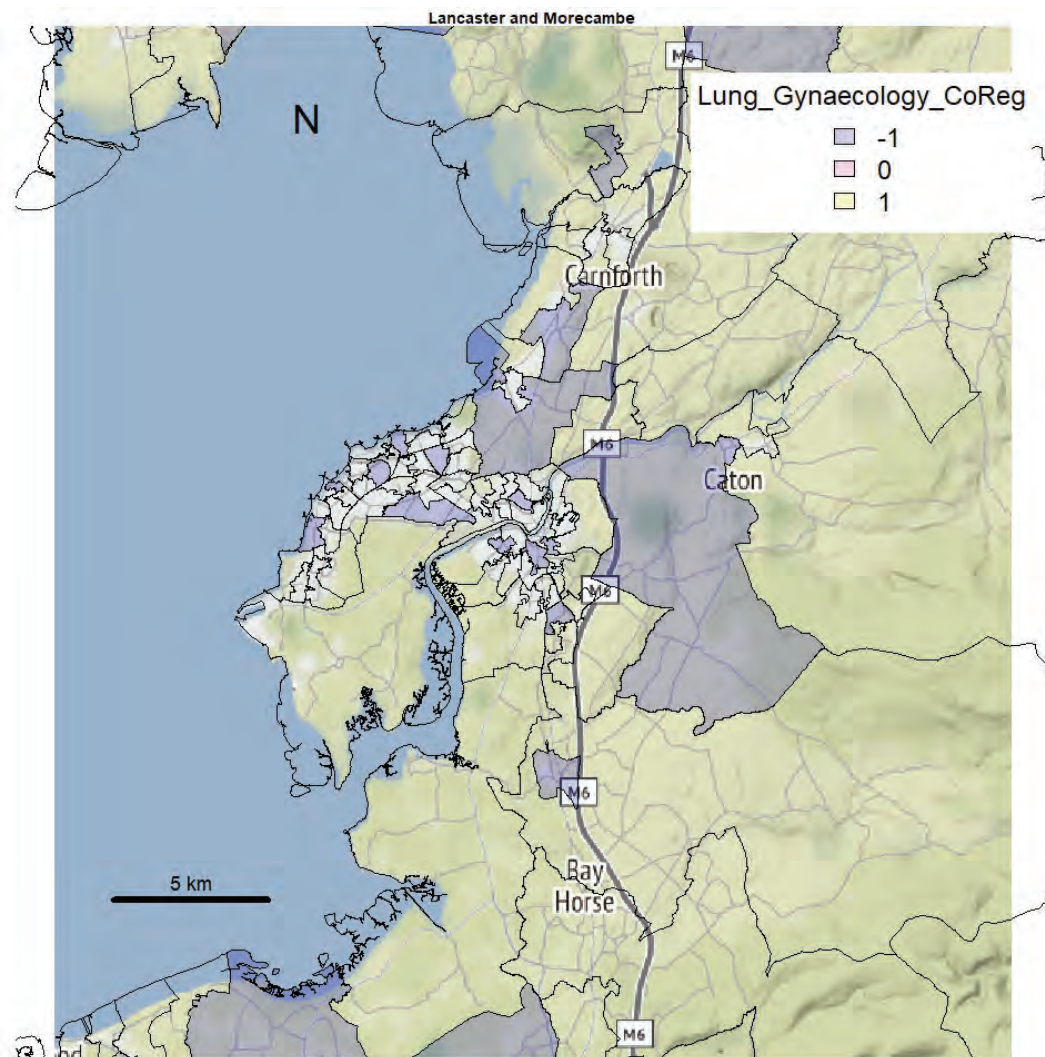 Lancaster and Morecambe
M6
N
Lung_Gynaecology_CoReg
-1
0
1
Carnforth
M6
Caton
M6
M6
Bay
Horse
5 km
M6